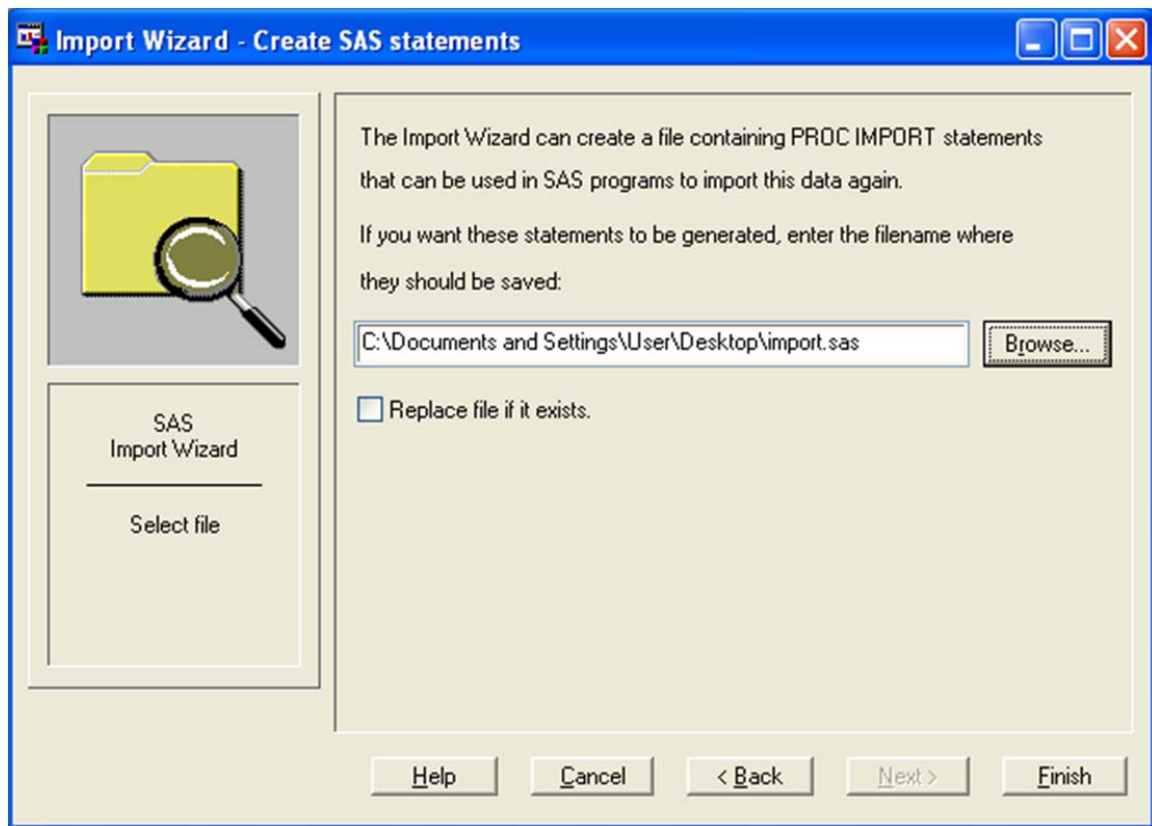 Import Wizard - Create SAS statements
The Import Wizard can create a file containing PROC IMPORT statements
that can be used in SAS programs to import this data again.
If you want these statements to be generated, enter the filename where
they should be saved:
C:\Documents and Settings\User\Desktop\import.sas
Browse...
Replace file if it exists.
SAS
Import Wizard
Select file
Help
Cancel
< Back
Next >
Finish